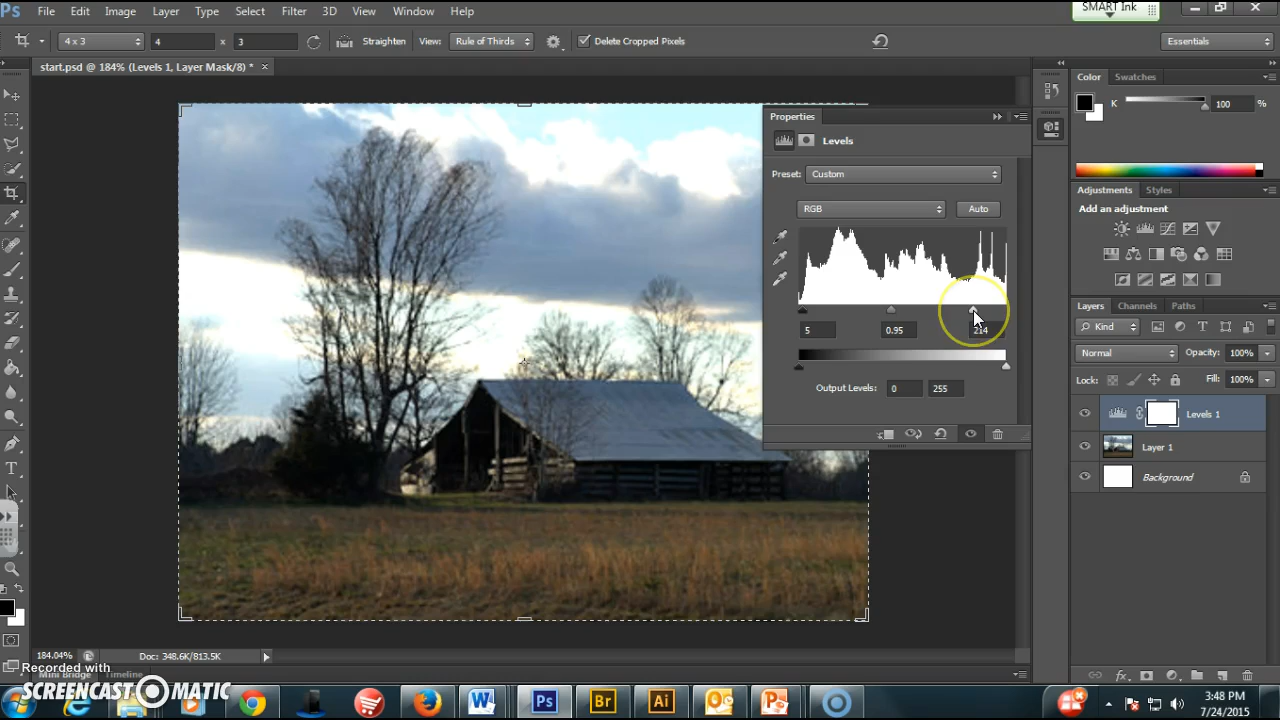 Ps File Edit Image Layer Type Select Filter 3D View Window Help SMART Ink
4 x 3 4 x 3 Straighten View: Rule of Thirds Delete Cropped Pixels Essentials
start.psd @ 184% (Levels 1, Layer Mask/8) * ×
Color Swatches
K 100 %
Properties
Levels
Preset: Custom
RGB Auto
5 0.95 214
Output Levels: 0 255
Adjustments Styles
Add an adjustment
Layers Channels Paths
Kind
Normal Opacity: 100%
Lock: Fill: 100%
Levels 1
Layer 1
Background
184.04% Doc: 348.6K/813.5K
Mini Bridge Timeline
Recorded with
SCREENCAST O MATIC
W Ps Br Ai
3:48 PM
7/24/2015